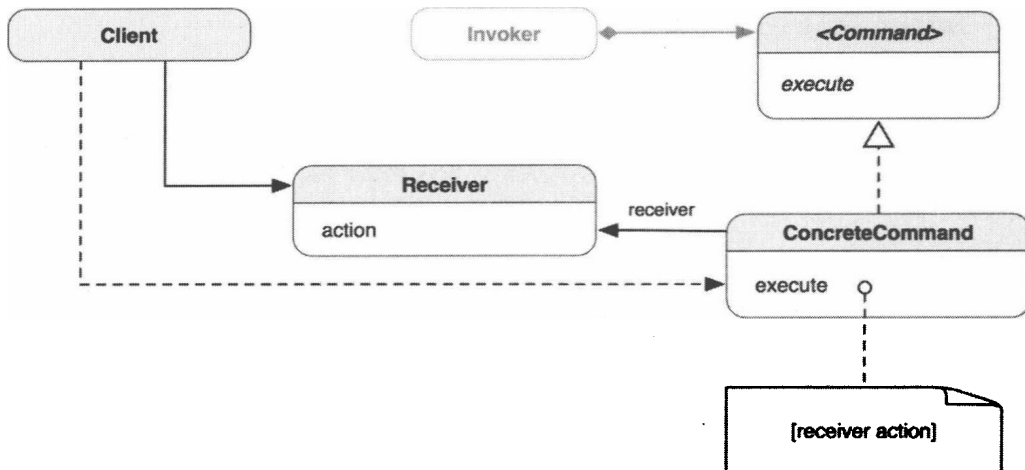 Client
Invoker
<Command>
execute
Receiver
action
receiver
ConcreteCommand
execute
[receiver action]